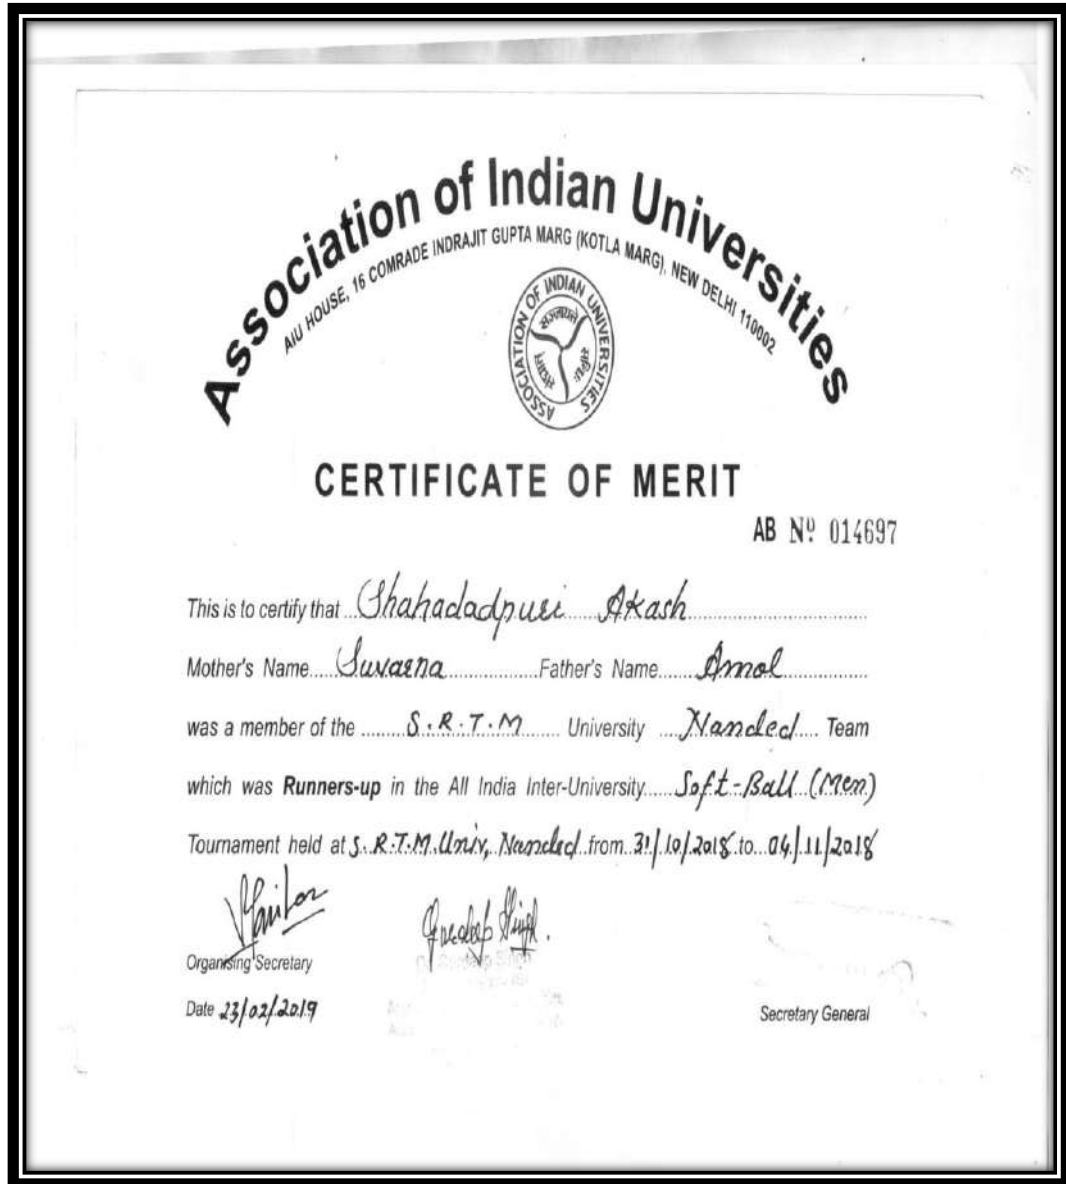 Association of Indian Universities
AIU HOUSE, 16 COMRADE INDRAJIT GUPTA MARG (KOTLA MARG), NEW DELHI 110002
ASSOCIATION OF INDIAN UNIVERSITIES
CERTIFICATE OF MERIT
AB Nº 014697
This is to certify that Shahadadpuri Akash
Mother's Name Suvarna Father's Name Amol
was a member of the S.R.T.M University Nanded Team
which was Runners-up in the All India Inter-University Soft-Ball (Men)
Tournament held at S.R.T.M.Univ, Nanded from 31/10/2018 to 04/11/2018
Gurdeep Singh.
Organising Secretary
Date 23/02/2019
Secretary General